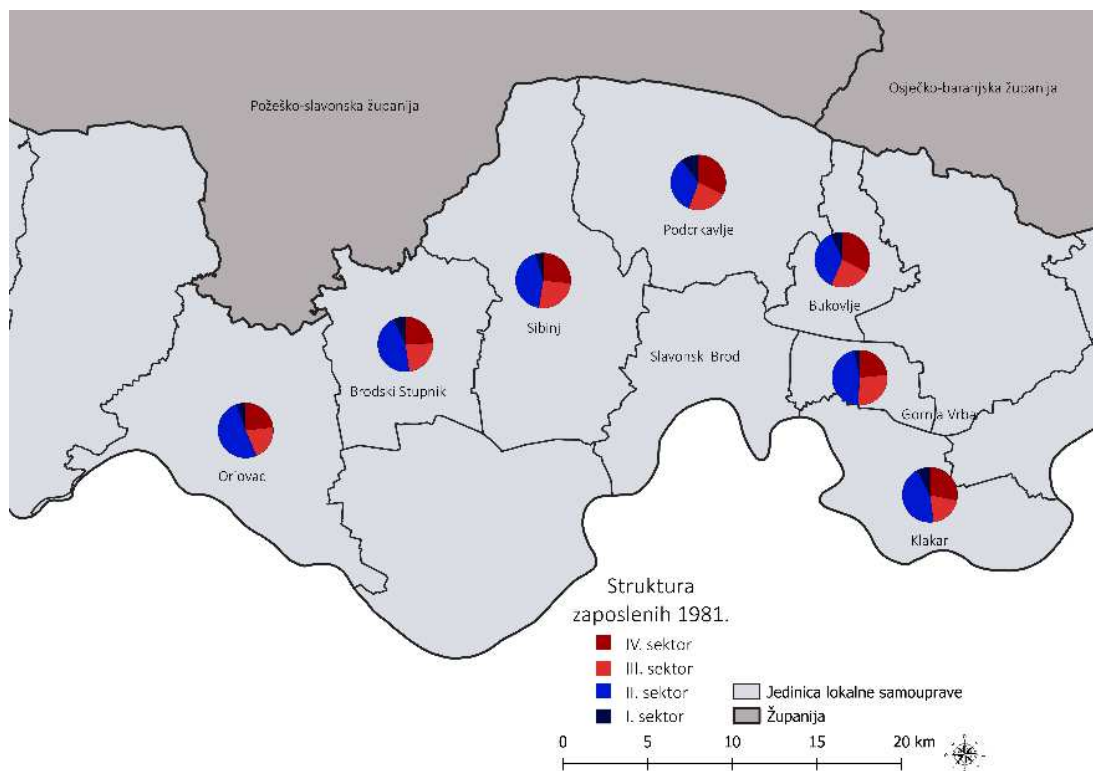 Požeško-slavonska županija
Osječko-baranjska županija
Podcrkavlje
Bukovlje
Sibinj
Slavonski Brod
Brodski Stupnik
Gornja Vrba
Oriovac
Klakar
Struktura
zaposlenih 1981.
IV. sektor
III. sektor
II. sektor
I. sektor
Jedinica lokalne samouprave
Županija
0 5 10 15 20 km